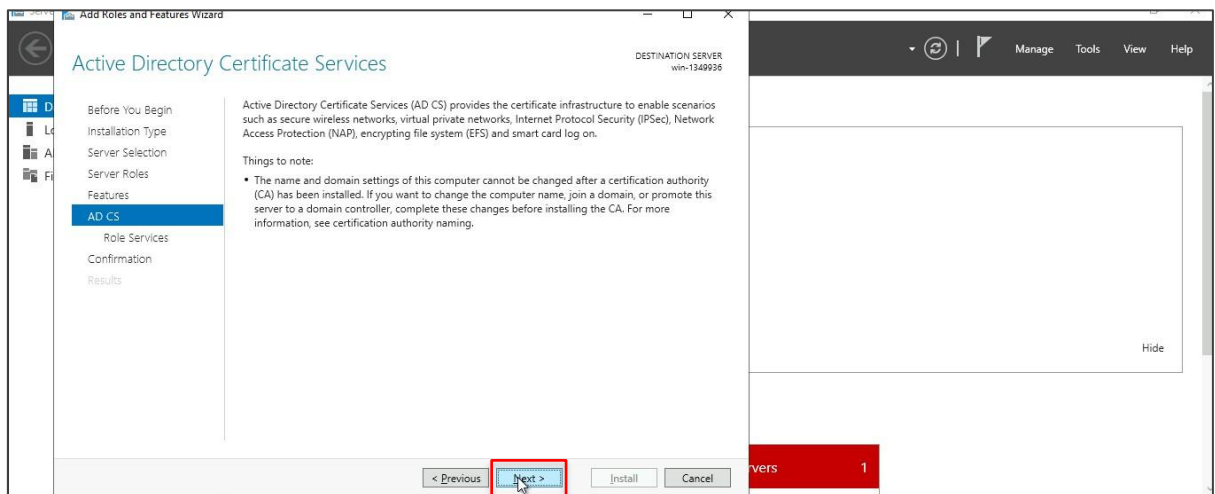 Add Roles and Features Wizard
Active Directory Certificate Services
DESTINATION SERVER
win-1349936
Manage Tools View Help
Before You Begin
Installation Type
Server Selection
Server Roles
Features
AD CS
Role Services
Confirmation
Results
Active Directory Certificate Services (AD CS) provides the certificate infrastructure to enable scenarios
such as secure wireless networks, virtual private networks, Internet Protocol Security (IPSec), Network
Access Protection (NAP), encrypting file system (EFS) and smart card log on.
Things to note:
• The name and domain settings of this computer cannot be changed after a certification authority
(CA) has been installed. If you want to change the computer name, join a domain, or promote this
server to a domain controller, complete these changes before installing the CA. For more
information, see certification authority naming.
Hide
< Previous Next > Install Cancel
rvers 1